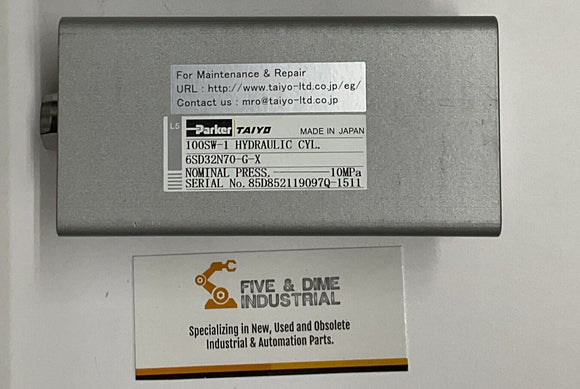 For Maintenance & Repair
URL : http://www.taiyo-ltd.co.jp/eg/
Contact us : mro@taiyo-ltd.co.jp
L5 Parker TAIYO MADE IN JAPAN
100SW-1 HYDRAULIC CYL.
6SD32N70-G-X
NOMINAL PRESS. 10MPa
SERIAL No. 85D852119097Q-1511
FIVE & DIME
INDUSTRIAL
Specializing in New, Used and Obsolete
Industrial & Automation Parts.